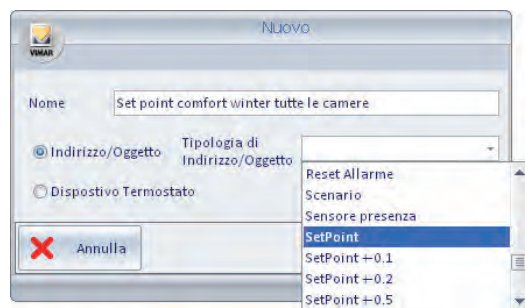 Nuovo
VIMAR
Nome
Set point comfort winter tutte le camere
Indirizzo/Oggetto
Tipologia di
Indirizzo/Oggetto
Dispostivo Termostato
Reset Allarme
Scenario
Sensore presenza
SetPoint
SetPoint +0.1
SetPoint +0.2
SetPoint +0.5
Annulla